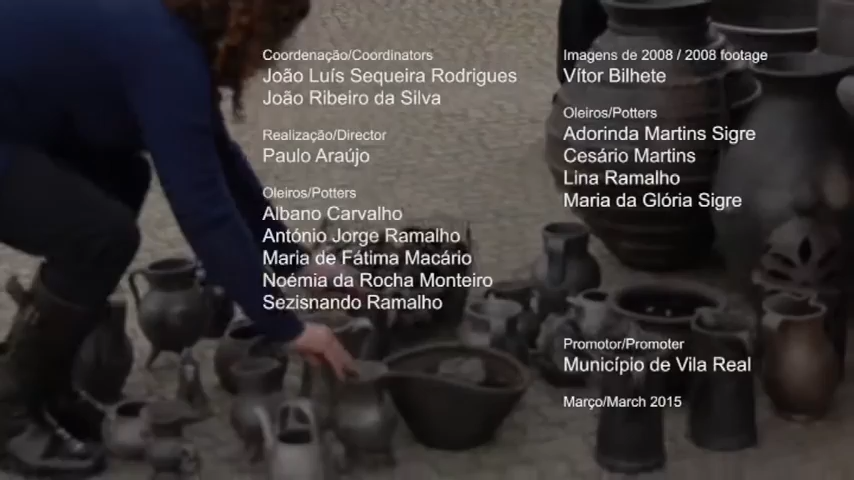 Coordenação/Coordinators
João Luís Sequeira Rodrigues
João Ribeiro da Silva
Realização/Director
Paulo Araújo
Oleiros/Potters
Albano Carvalho
António Jorge Ramalho
Maria de Fátima Macário
Noémia da Rocha Monteiro
Sezisnando Ramalho
Imagens de 2008 / 2008 footage
Vítor Bilhete
Oleiros/Potters
Adorinda Martins Sigre
Cesário Martins
Lina Ramalho
Maria da Glória Sigre
Promotor/Promoter
Município de Vila Real
Março/March 2015